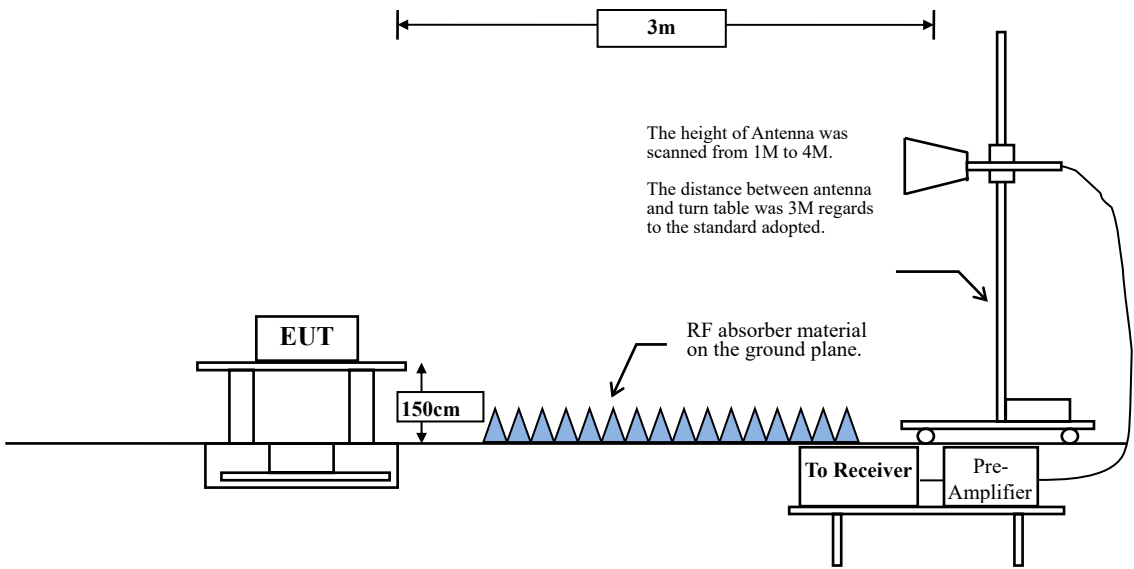 3m
The height of Antenna was
scanned from 1M to 4M.
The distance between antenna
and turn table was 3M regards
to the standard adopted.
EUT
RF absorber material
on the ground plane.
150cm
To Receiver
Pre-
Amplifier